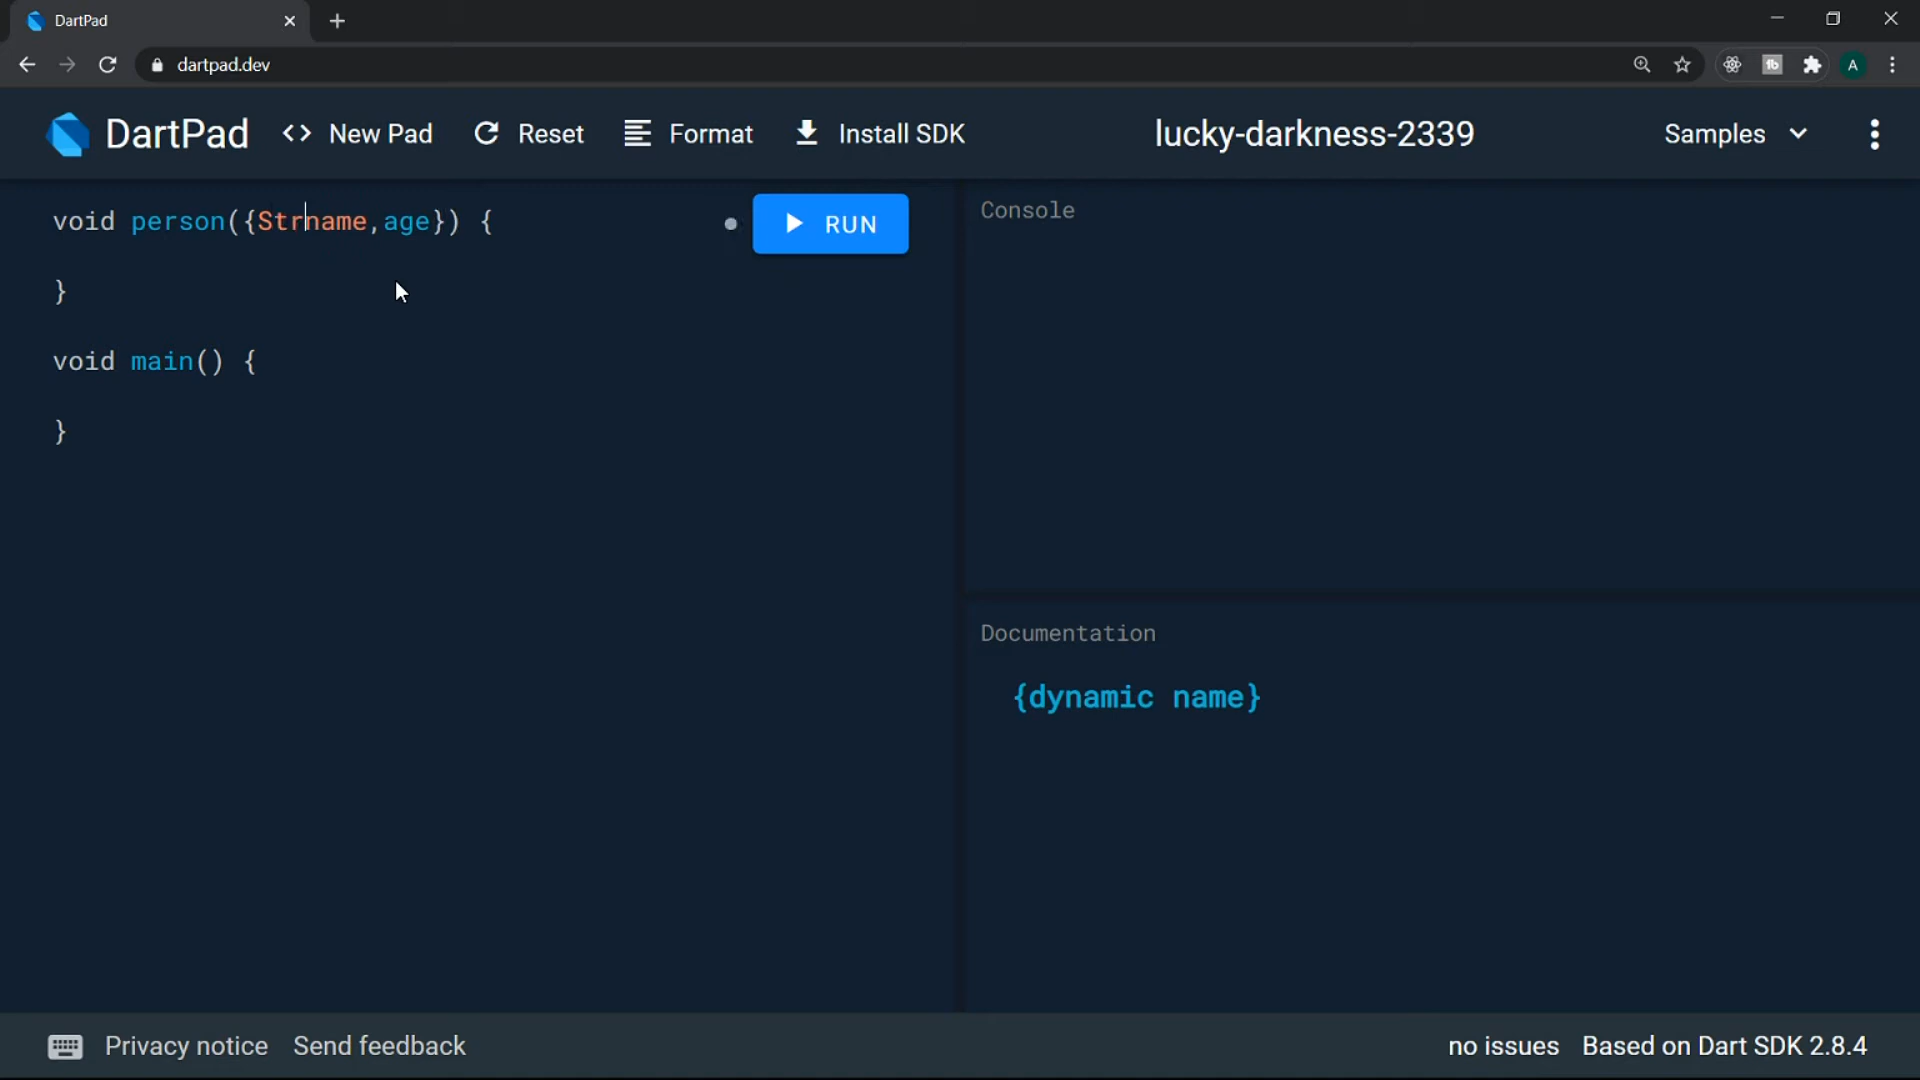 DartPad
dartpad.dev
A
DartPad <> New Pad Reset Format Install SDK lucky-darkness-2339 Samples
void person({Strname,age}) {
RUN
}
void main() {
}
Console
Documentation
{dynamic name}
Privacy notice Send feedback no issues Based on Dart SDK 2.8.4